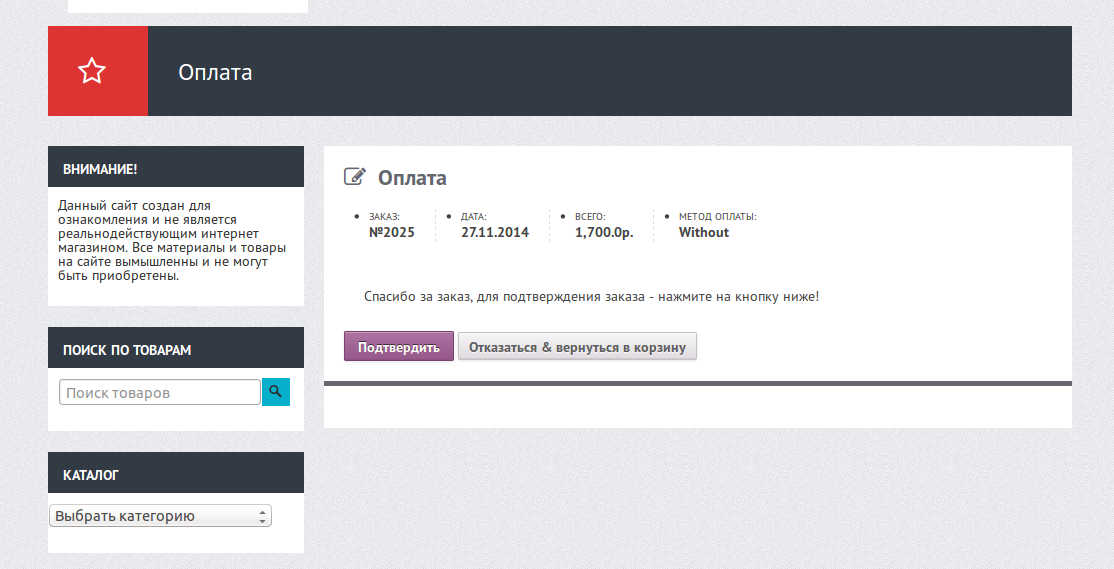 Оплата
ВНИМАНИЕ!
Данный сайт создан для
ознакомления и не является
реальнодействующим интернет
магазином. Все материалы и товары
на сайте вымышленны и не могут
быть приобретены.
ПОИСК ПО ТОВАРАМ
Поиск товаров
КАТАЛОГ
Выбрать категорию
Оплата
ЗАКАЗ: ДАТА: ВСЕГО: МЕТОД ОПЛАТЫ:
№2025 27.11.2014 1,700.0р. Without
Спасибо за заказ, для подтверждения заказа - нажмите на кнопку ниже!
Подтвердить Отказаться & вернуться в корзину